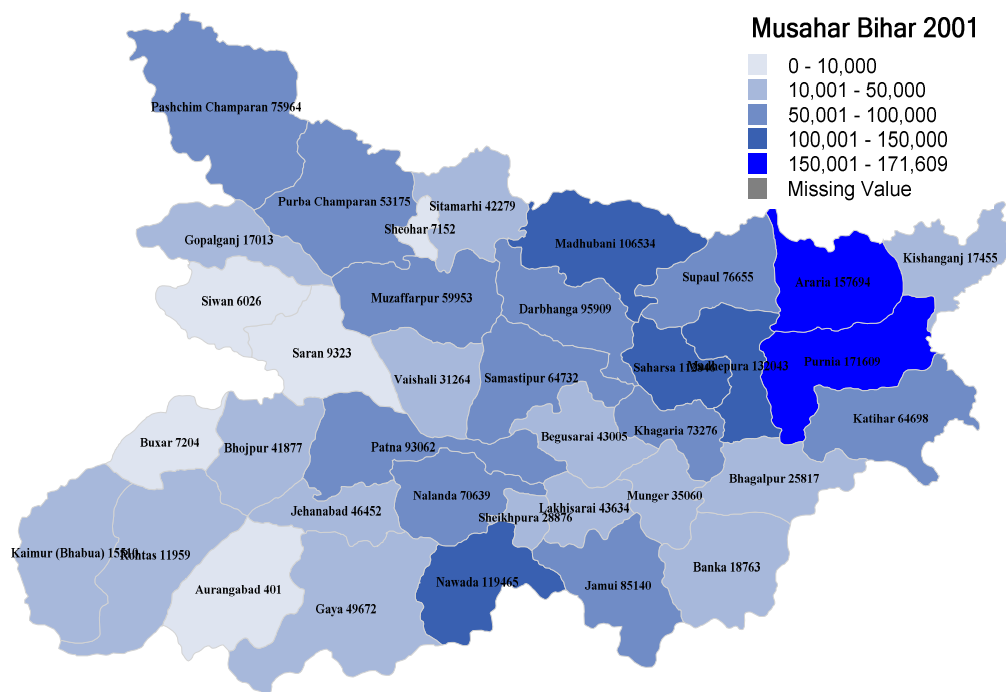 Musahar Bihar 2001
0 - 10,000
10,001 - 50,000
50,001 - 100,000
100,001 - 150,000
150,001 - 171,609
Missing Value
Pashchim Champaran 75964
Purba Champaran 53175
Sitamarhi 42279
Sheohar 7152
Gopalganj 17013
Madhubani 106534
Kishanganj 17455
Supaul 76655
Araria 157694
Siwan 6026
Muzaffarpur 59953
Darbhanga 95909
Saran 9323
Vaishali 31264
Samastipur 64732
Saharsa
Madhepura 132043
Purnia 171609
Katihar 64698
Buxar 7204
Bhojpur 41877
Patna 93062
Begusarai 43005
Khagaria 73276
Bhagalpur 25817
Jehanabad 46452
Nalanda 70639
Sheikhpura 28876
Lakhisarai 43634
Munger 35060
Kaimur (Bhabua)
Rohtas 11959
Aurangabad 401
Gaya 49672
Nawada 119465
Jamui 85140
Banka 18763